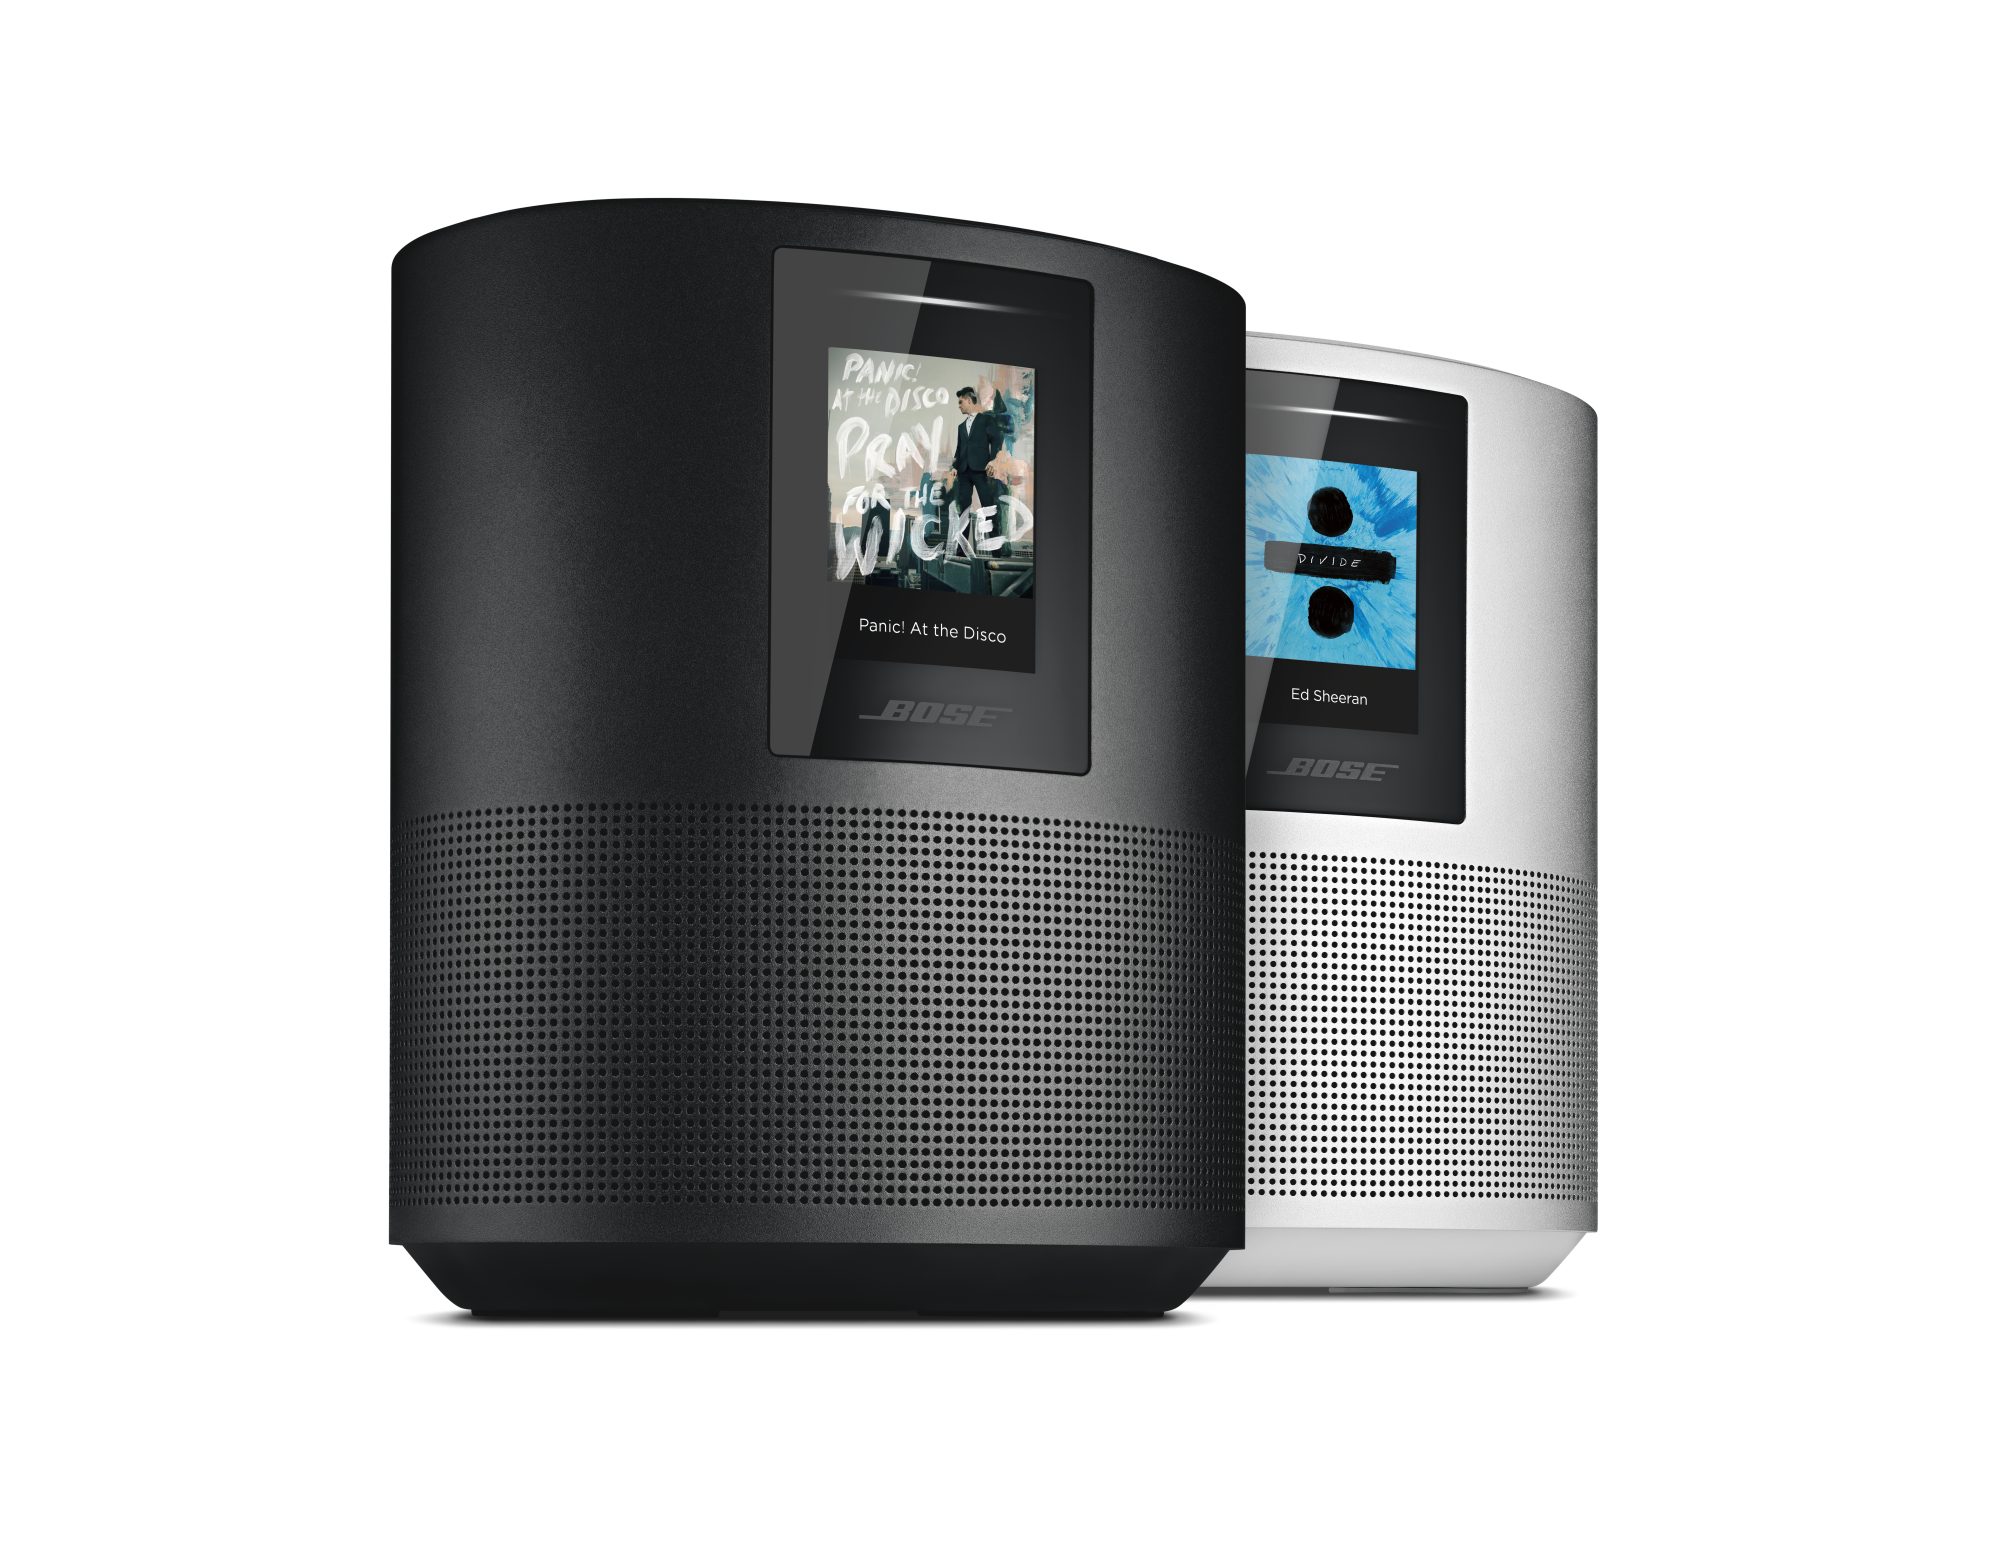 PANIC!
AT the DISCO
PRAY
FOR THE
WICKED
Panic! At the Disco
BOSE
DIVIDE
Ed Sheeran
BOSE